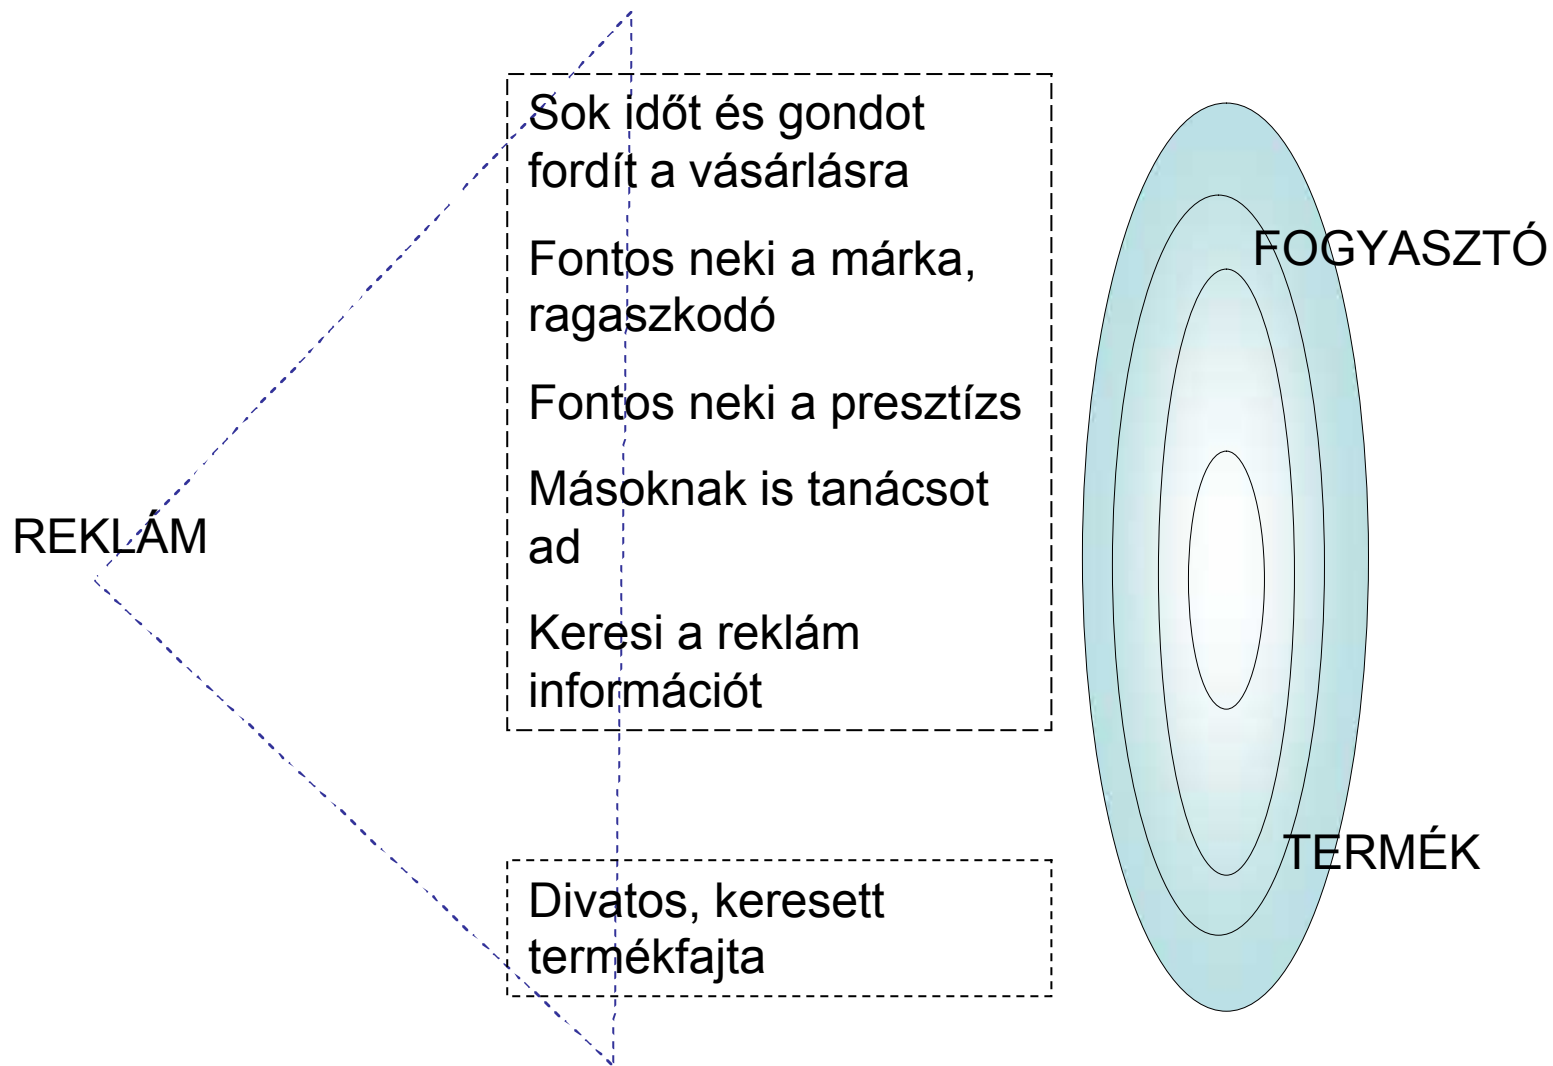 Sok időt és gondot
fordít a vásárlásra
Fontos neki a márka,
ragaszkodó
Fontos neki a presztízs
Másoknak is tanácsot
ad
Keresi a reklám
információt
REKLÁM
FOGYASZTÓ
TERMÉK
Divatos, keresett
termékfajta